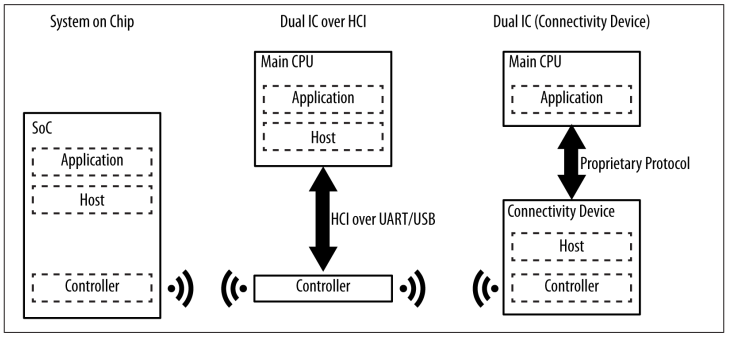 System on Chip
SoC
Application
Host
Controller
Dual IC over HCI
Main CPU
Application
Host
HCI over UART/USB
Controller
Dual IC (Connectivity Device)
Main CPU
Application
Proprietary Protocol
Connectivity Device
Host
Controller